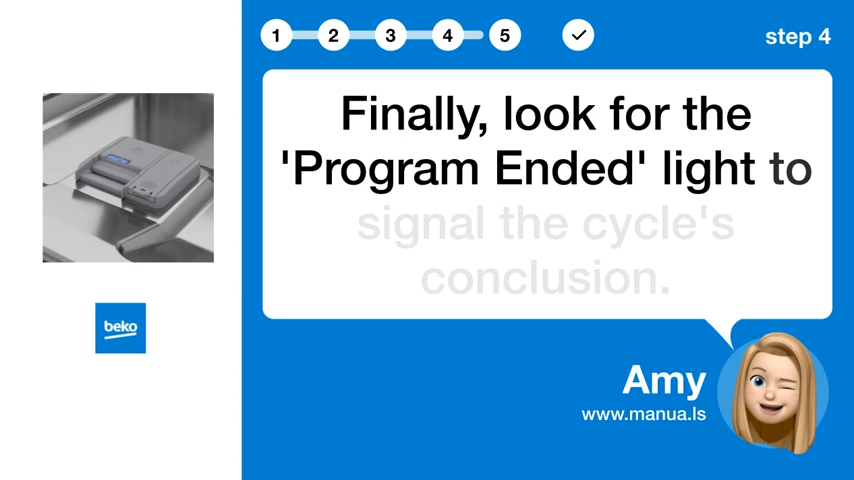 1 2 3 4 5
step 4
Finally, look for the
'Program Ended' light to
signal the cycle's
conclusion.
beko
Amy
www.manua.ls